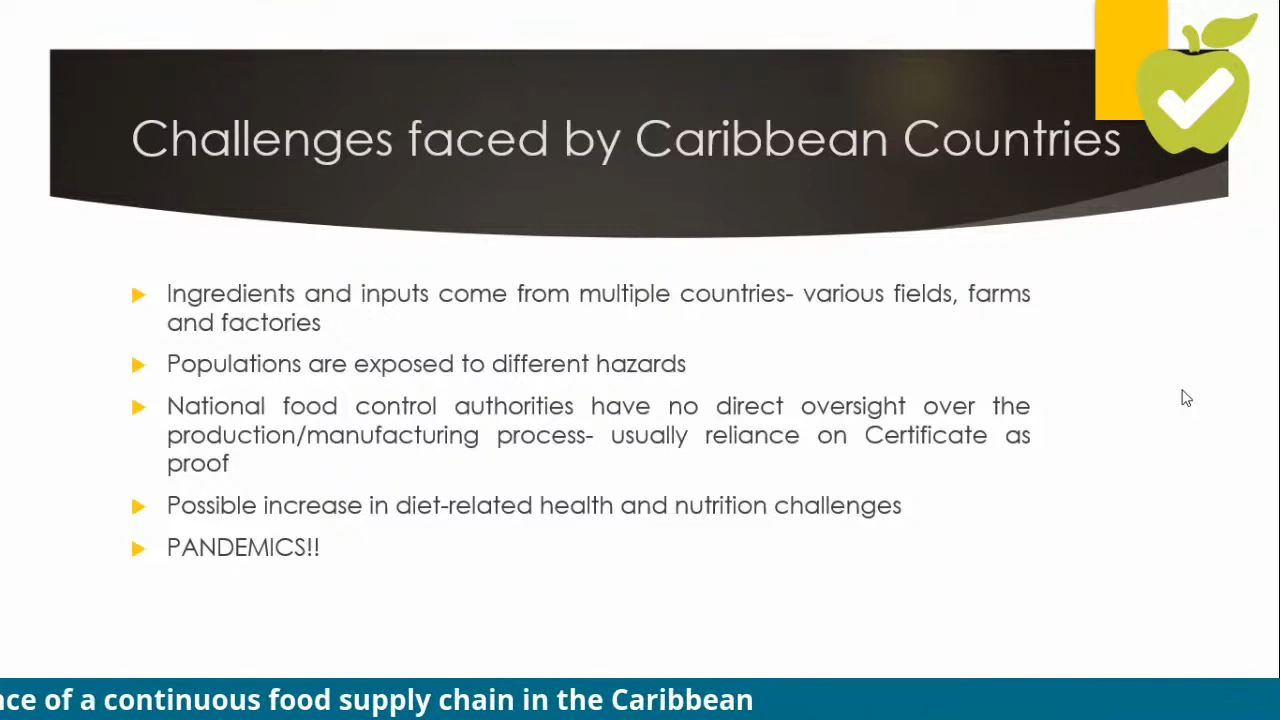 Challenges faced by Caribbean Countries
Ingredients and inputs come from multiple countries- various fields, farms
and factories
Populations are exposed to different hazards
National food control authorities have no direct oversight over the
production/manufacturing process- usually reliance on Certificate as
proof
Possible increase in diet-related health and nutrition challenges
PANDEMICS!!
of a continuous food supply chain in the Caribbean